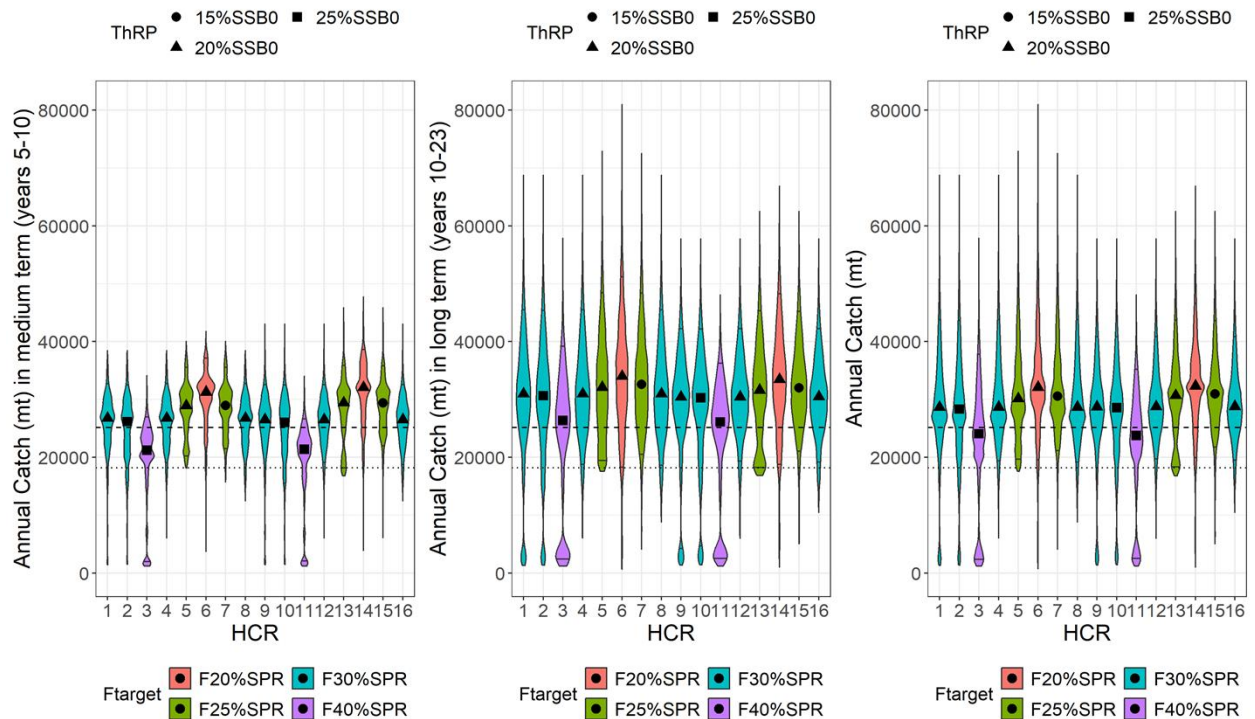 ThRP ● 15%SSB0 ■ 25%SSB0
▲ 20%SSB0
Annual Catch (mt) in medium term (years 5-10)
80000
60000
40000
20000
0
1 2 3 4 5 6 7 8 9 10 11 12 13 14 15 16
HCR
Ftarget F20%SPR F30%SPR
F25%SPR F40%SPR
ThRP ● 15%SSB0 ■ 25%SSB0
▲ 20%SSB0
Annual Catch (mt) in long term (years 10-23)
80000
60000
40000
20000
0
1 2 3 4 5 6 7 8 9 10 11 12 13 14 15 16
HCR
Ftarget F20%SPR F30%SPR
F25%SPR F40%SPR
ThRP ● 15%SSB0 ■ 25%SSB0
▲ 20%SSB0
Annual Catch (mt)
80000
60000
40000
20000
0
1 2 3 4 5 6 7 8 9 10 11 12 13 14 15 16
HCR
Ftarget F20%SPR F30%SPR
F25%SPR F40%SPR